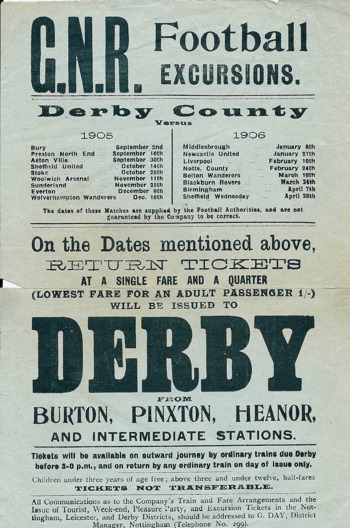 G.N.R. Football
EXCURSIONS.
Derby County
Versus
1905
Bury September 2nd
Preston North End September 16th
Aston Villa September 30th
Sheffield United October 14th
Stoke October 28th
Woolwich Arsenal November 11th
Sunderland November 25th
Everton December 9th
Wolverhampton Wanderers Dec. 16th
1906
Middlesbrough January 6th
Newcastle United January 27th
Liverpool February 10th
Notts. County February 24th
Bolton Wanderers March 10th
Blackburn Rovers March 24th
Birmingham April 7th
Sheffield Wednesday April 28th
The dates of these Matches are supplied by the Football Authorities, and are not
guaranteed by the Company to be correct.
On the Dates mentioned above,
RETURN TICKETS
AT A SINGLE FARE AND A QUARTER
(LOWEST FARE FOR AN ADULT PASSENGER 1/-)
WILL BE ISSUED TO
DERBY
FROM
BURTON, PINXTON, HEANOR,
AND INTERMEDIATE STATIONS.
Tickets will be available on outward journey by ordinary trains due Derby
before 3-0 p.m., and on return by any ordinary train on day of issue only.
Children under three years of age free; above three and under twelve, half-fares
TICKETS NOT TRANSFERABLE.
All Communications as to the Company's Train and Fare Arrangements and the
Issue of Tourist, Week-end, Pleasure Party, and Excursion Tickets in the Not-
tingham, Leicester, and Derby Districts, should be addressed to G. DAY, District
Manager, Nottingham (Telephone No. 299).